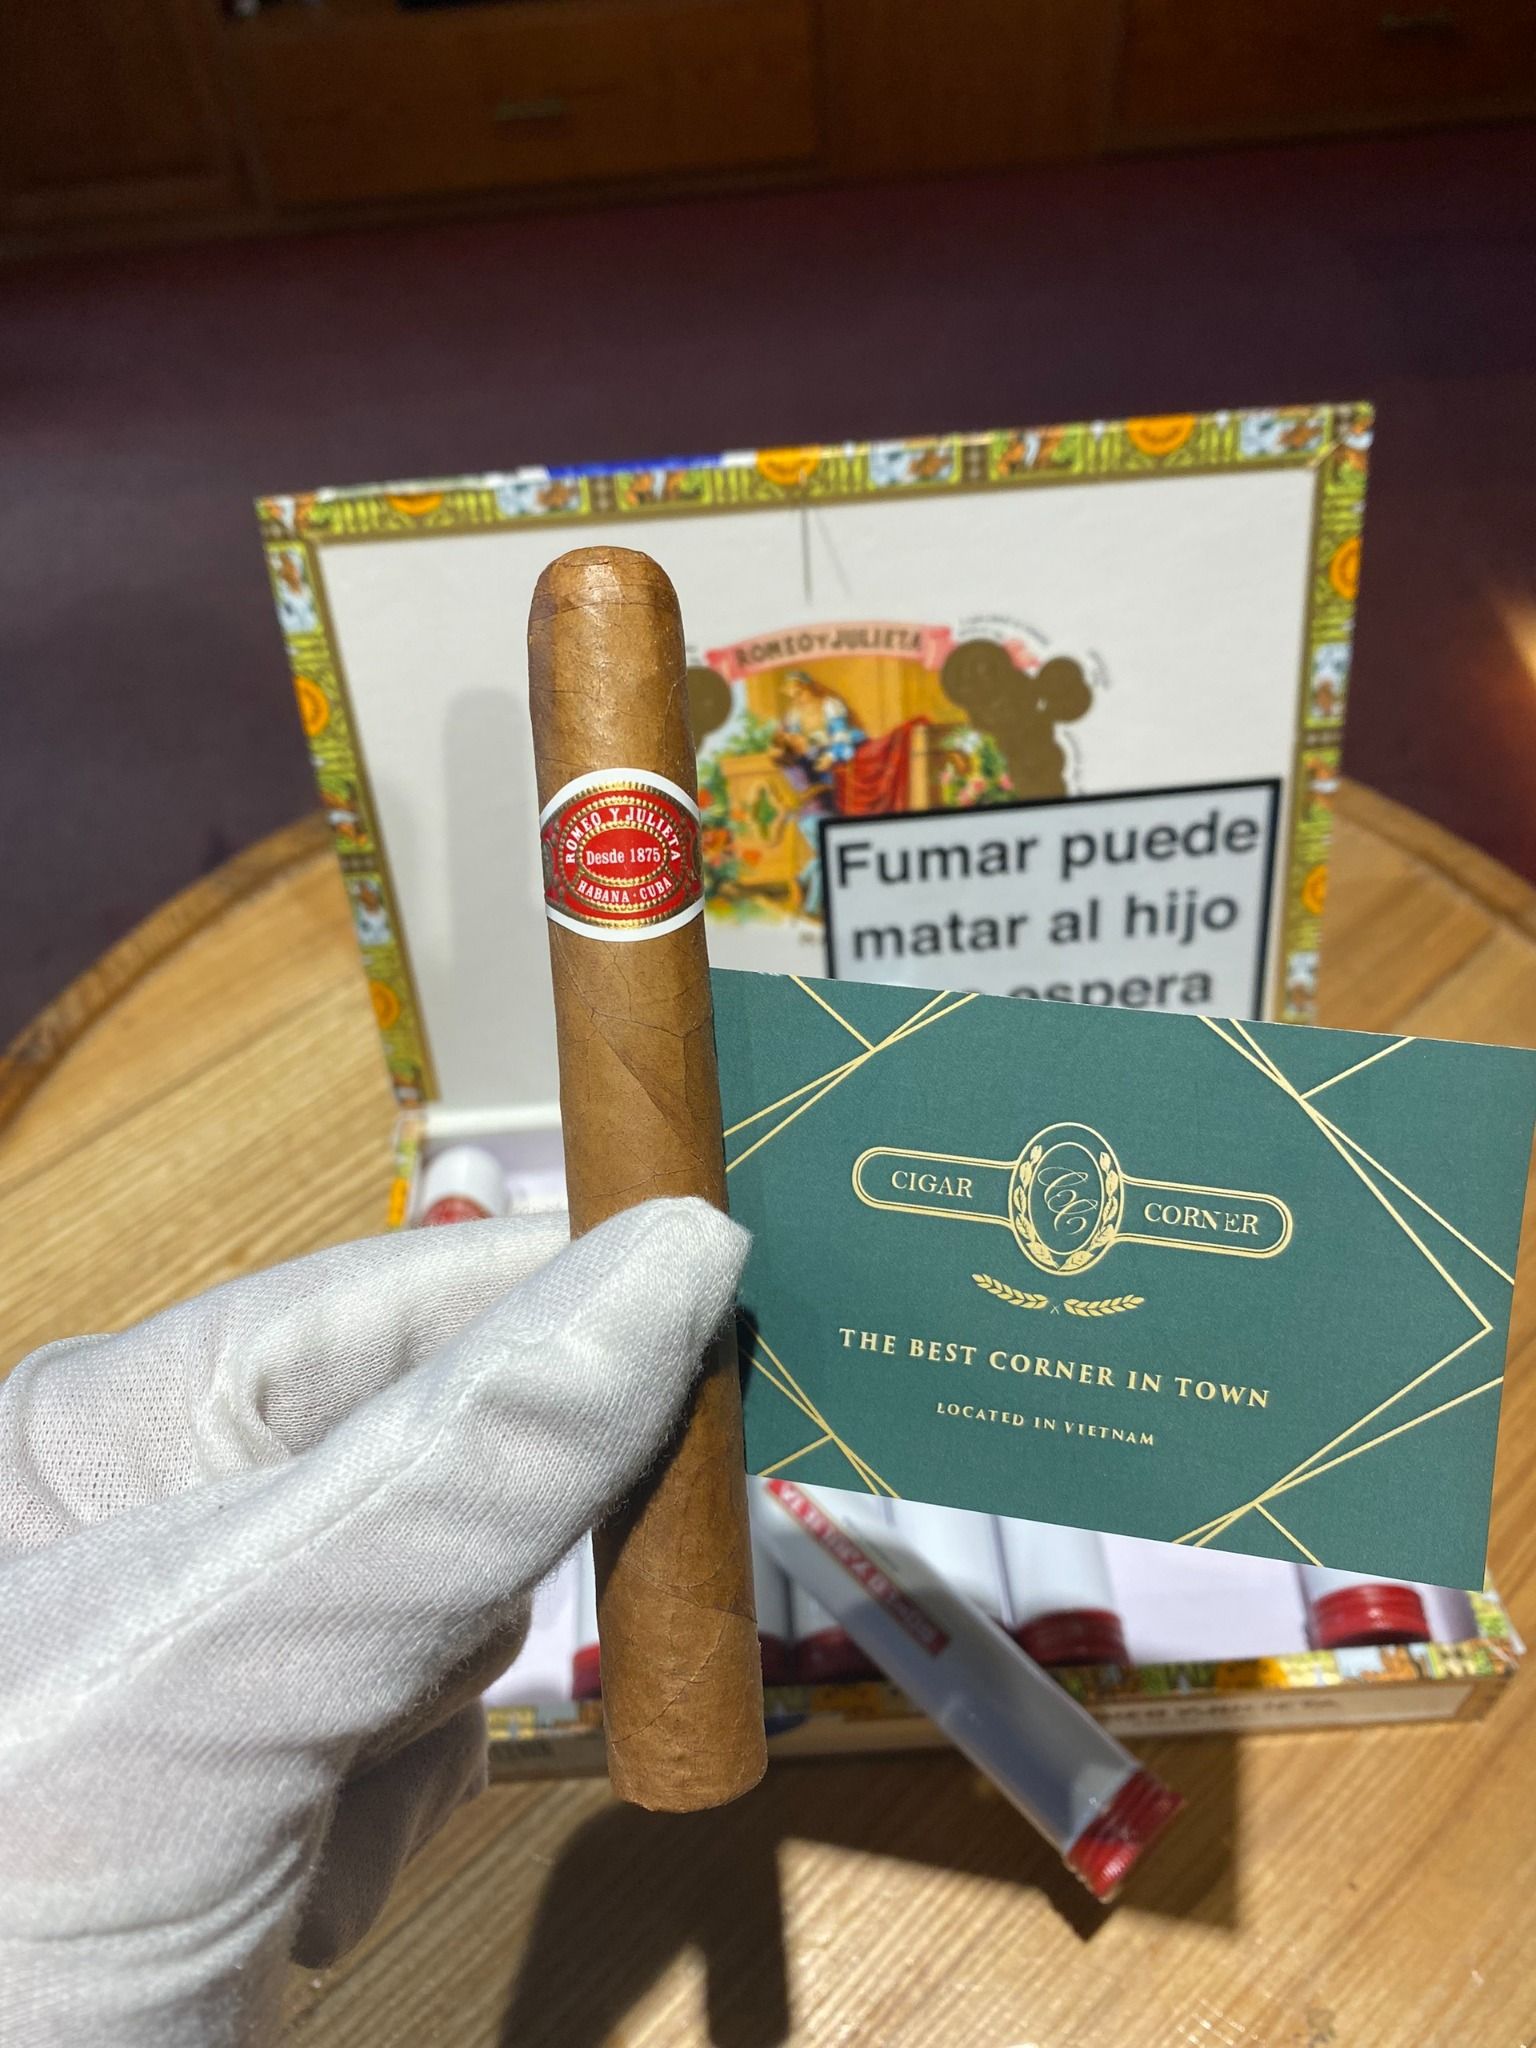 ROMEO Y JULIETA
ROMEO Y JULIETA
Desde 1875
HABANA · CUBA
Fumar puede
matar al hijo
espera
CIGAR
CC
CORNER
THE BEST CORNER IN TOWN
LOCATED IN VIETNAM